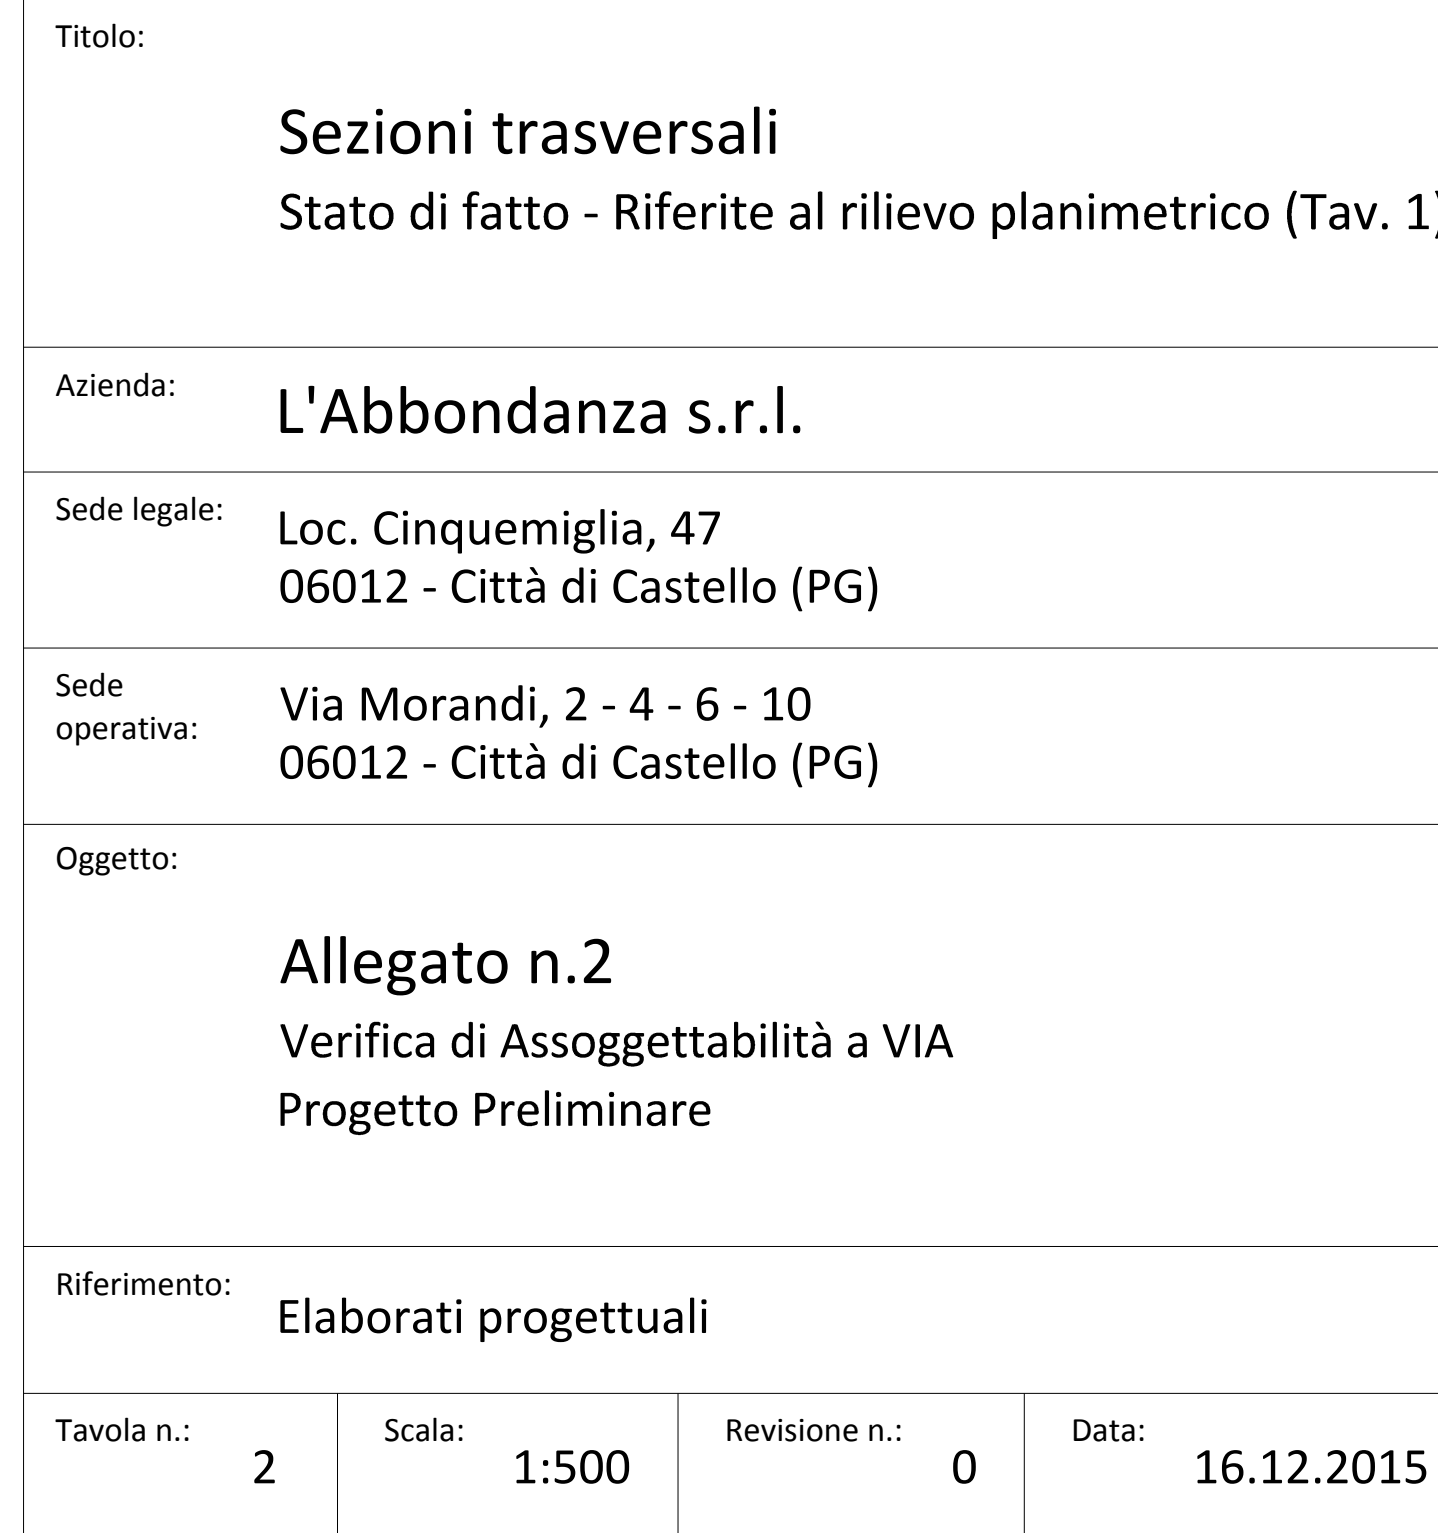 Titolo:
Sezioni trasversali
Stato di fatto - Riferite al rilievo planimetrico (Tav. 1)
Azienda:
L'Abbondanza s.r.l.
Sede legale:
Loc. Cinquemiglia, 47
06012 - Città di Castello (PG)
Sede
operativa:
Via Morandi, 2 - 4 - 6 - 10
06012 - Città di Castello (PG)
Oggetto:
Allegato n.2
Verifica di Assoggettabilità a VIA
Progetto Preliminare
Riferimento:
Elaborati progettuali
Tavola n.:
2
Scala:
1:500
Revisione n.:
0
Data:
16.12.2015